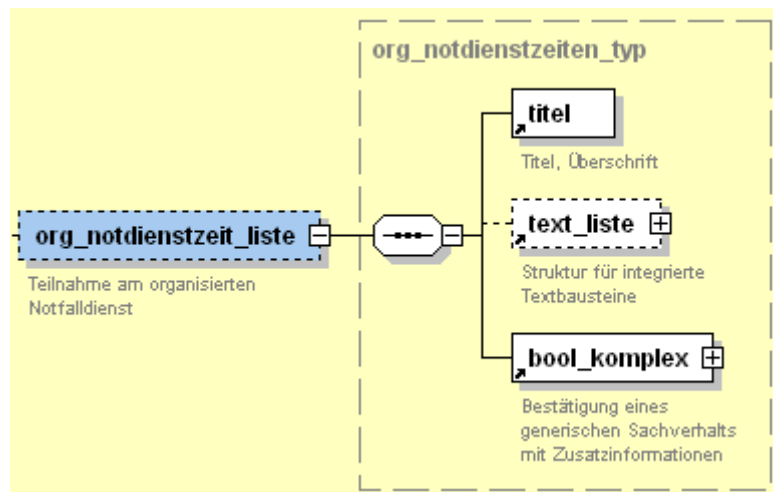 org_notdienstzeiten_typ
titel
Titel, Überschrift
org_notdienstzeit_liste
Teilnahme am organisierten
Notfalldienst
text_liste
Struktur für integrierte
Textbausteine
bool_komplex
Bestätigung eines
generischen Sachverhalts
mit Zusatzinformationen